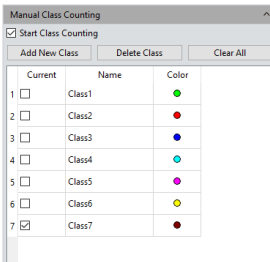 Manual Class Counting
Start Class Counting
Add New Class Delete Class Clear All
Current Name Color
1 Class1
2 Class2
3 Class3
4 Class4
5 Class5
6 Class6
7 Class7